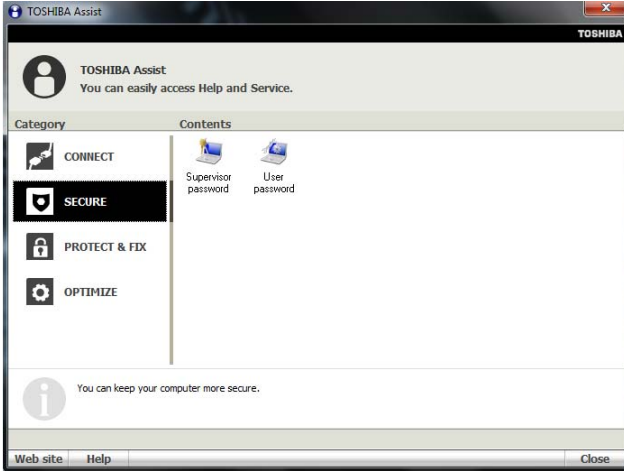 TOSHIBA Assist
TOSHIBA
TOSHIBA Assist
You can easily access Help and Service.
Category
Contents
CONNECT
SECURE
PROTECT & FIX
OPTIMIZE
Supervisor
password
User
password
You can keep your computer more secure.
Web site
Help
Close